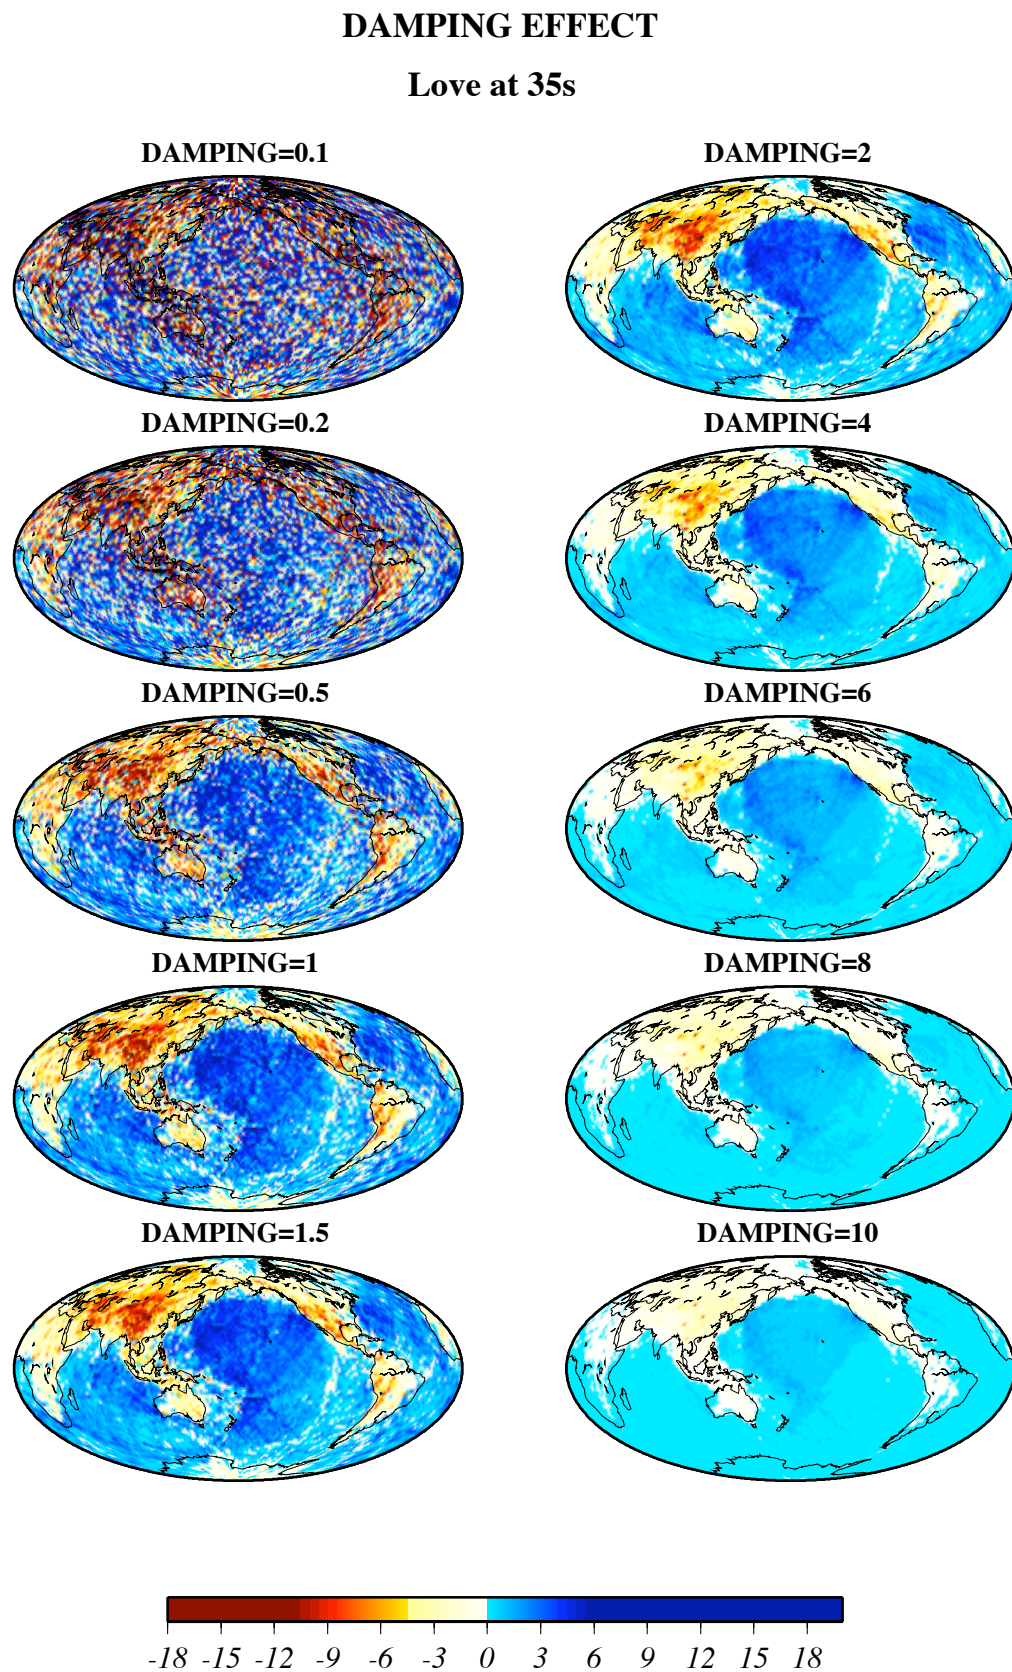 DAMPING EFFECT
Love at 35s
DAMPING=0.1
DAMPING=2
DAMPING=0.2
DAMPING=4
DAMPING=0.5
DAMPING=6
DAMPING=1
DAMPING=8
DAMPING=1.5
DAMPING=10
-18 -15 -12 -9 -6 -3 0 3 6 9 12 15 18